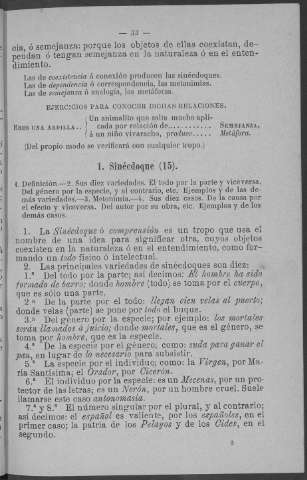 — 33 —
cia, ó semejanza: porque los objetos de ellas coexistan, de-
pendan ó tengan semejanza en la naturaleza ó en el enten-
dimiento.
Las de coexistencia ó conexión producen las sinécdoques.
Las de dependencia ó correspondencia, las metonimias.
Las de semejanza ó analogía, las metáforas.
EJERCICIOS PARA CONOCER DICHAS RELACIONES.
Un animalito que salta mucho apli-
ERES UNA ARDILLA.. cada por relación de........... SEMEJANZA,
á un niño vivaracho, produce..... Metáfora.
(Del propio modo se verificará con cualquier tropo.)
1. Sinécdoque (15).
1. Definición.—2. Sus diez variedades. El todo por la parte y viceversa.
Del género por la especie, y al contrario, etc. Ejemplos y de las de-
más variedades.—3. Metonimia.—4. Sus diez casos. De la causa por
el efecto y viceversa. Del autor por su obra, etc. Ejemplos y de los
demás casos.
1. La Sinécdoque ó comprensión es un tropo que usa el
nombre de una idea para significar otra, cuyos objetos
coexisten en la naturaleza ó en el entendimiento, como for-
mando un todo físico ó intelectual.
2. Las principales variedades de sinécdoques son diez:
1.ª Del todo por la parte; así decimos: El hombre ha sido
formado de barro; donde hombre (todo) se toma por el cuerpo,
que es sólo una parte.
2.ª De la parte por el todo: llegan cien velas al puerto;
donde velas (parte) se pone por todo el buque.
3.ª Del género por la especie; por ejemplo: los mortales
serán llamados á juicio; donde mortales, que es el género, se
toma por hombre, que es la especie.
4.ª De la especie por el género; como: suda para ganar el
pan, en lugar de lo necesario para subsistir.
5.ª La especie por el individuo; como: la Virgen, por Ma-
ría Santísima; el Orador, por Cicerón.
6.ª El individuo por la especie: es un Mecenas, por un pro-
tector de las letras; es un Nerón, por un hombre cruel. Suele
llamarse este caso antonomasia.
7.ª y 8.ª El número singular por el plural, y al contrario;
así decimos: el español es valiente, por los españoles, en el
primer caso; la patria de los Pelayos y de los Cides, en el
segundo.
3